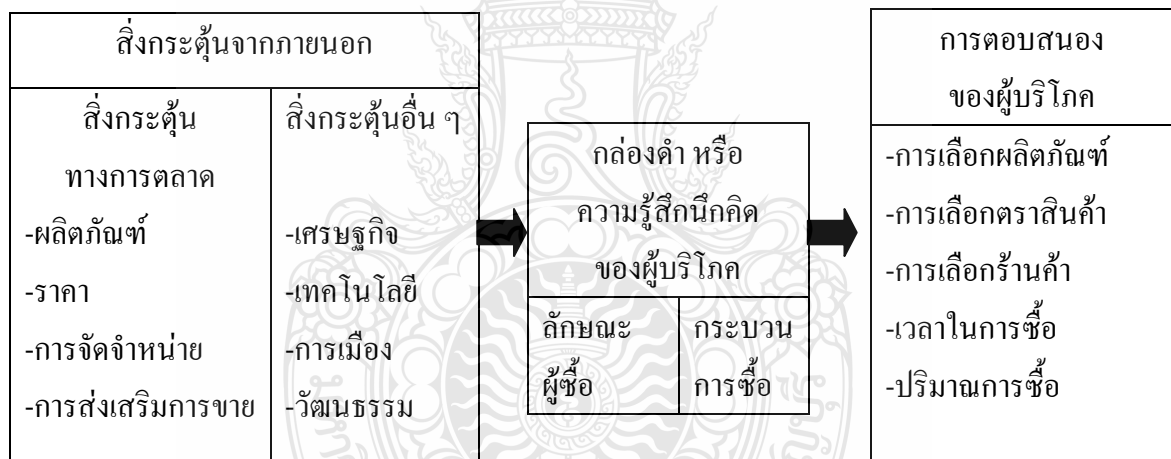 สิ่งกระตุ้นจากภายนอก
สิ่งกระตุ้น
ทางการตลาด
-ผลิตภัณฑ์
-ราคา
-การจัดจำหน่าย
-การส่งเสริมการขาย
สิ่งกระตุ้นอื่น ๆ
-เศรษฐกิจ
-เทคโนโลยี
-การเมือง
-วัฒนธรรม
กล่องดำ หรือ
ความรู้สึกนึกคิด
ของผู้บริโภค
ลักษณะ
ผู้ซื้อ
กระบวน
การซื้อ
การตอบสนอง
ของผู้บริโภค
-การเลือกผลิตภัณฑ์
-การเลือกตราสินค้า
-การเลือกร้านค้า
-เวลาในการซื้อ
-ปริมาณการซื้อ